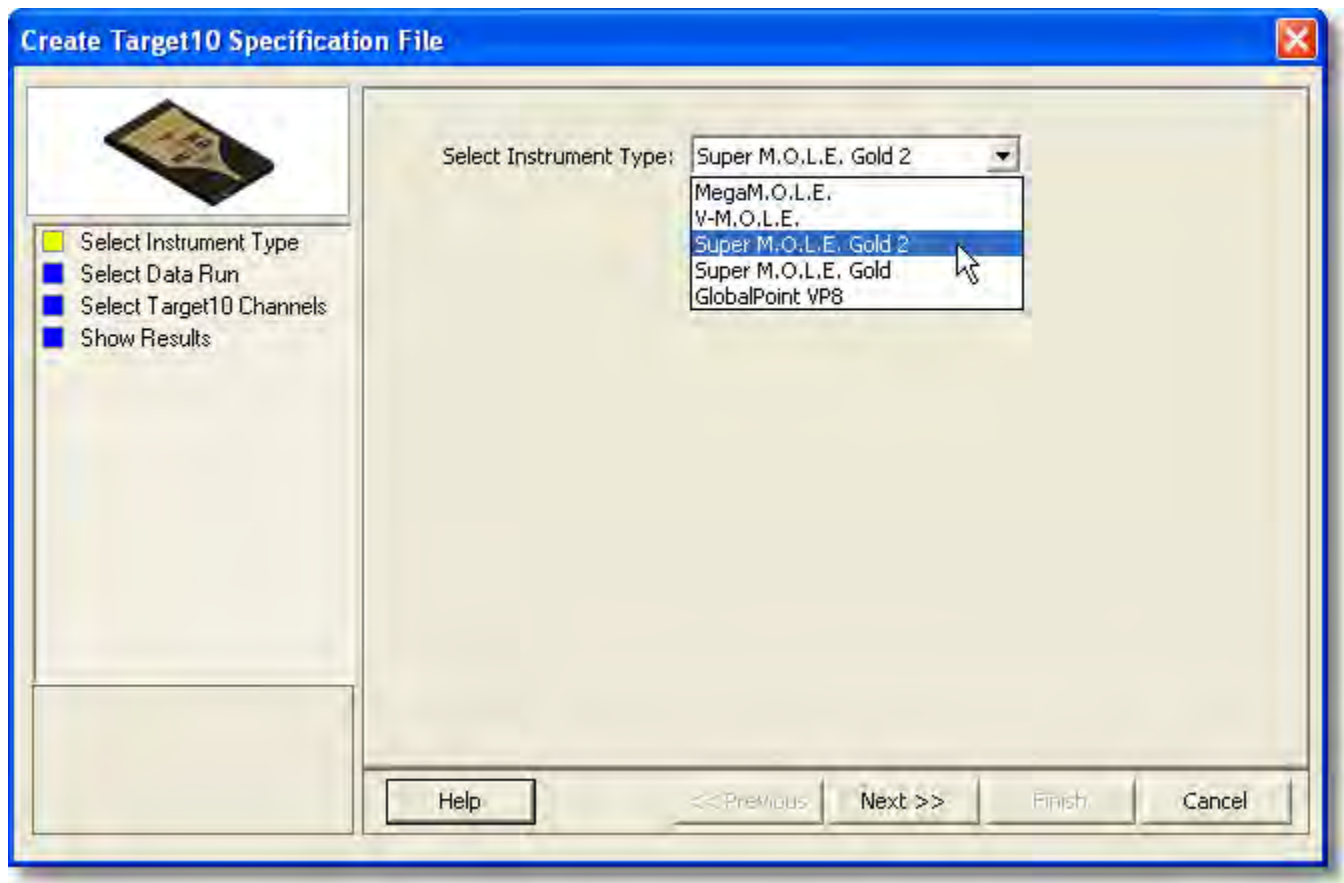 Create Target10 Specification File
Select Instrument Type
Select Data Run
Select Target10 Channels
Show Results
Select Instrument Type: Super M.O.L.E. Gold 2
MegaM.O.L.E.
V-M.O.L.E.
Super M.O.L.E. Gold 2
Super M.O.L.E. Gold
GlobalPoint VP8
Help << Previous Next >> Finish Cancel